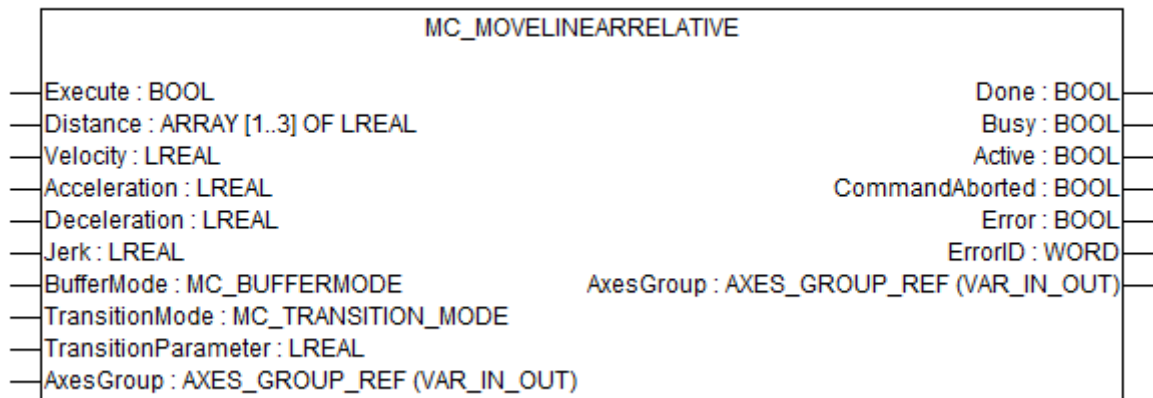 MC_MOVELINEARRELATIVE
Execute : BOOL
Done : BOOL
Distance : ARRAY [1..3] OF LREAL
Busy : BOOL
Velocity : LREAL
Active : BOOL
Acceleration : LREAL
CommandAborted : BOOL
Deceleration : LREAL
Error : BOOL
Jerk : LREAL
ErrorID : WORD
BufferMode : MC_BUFFERMODE
AxesGroup : AXES_GROUP_REF (VAR_IN_OUT)
TransitionMode : MC_TRANSITION_MODE
TransitionParameter : LREAL
AxesGroup : AXES_GROUP_REF (VAR_IN_OUT)